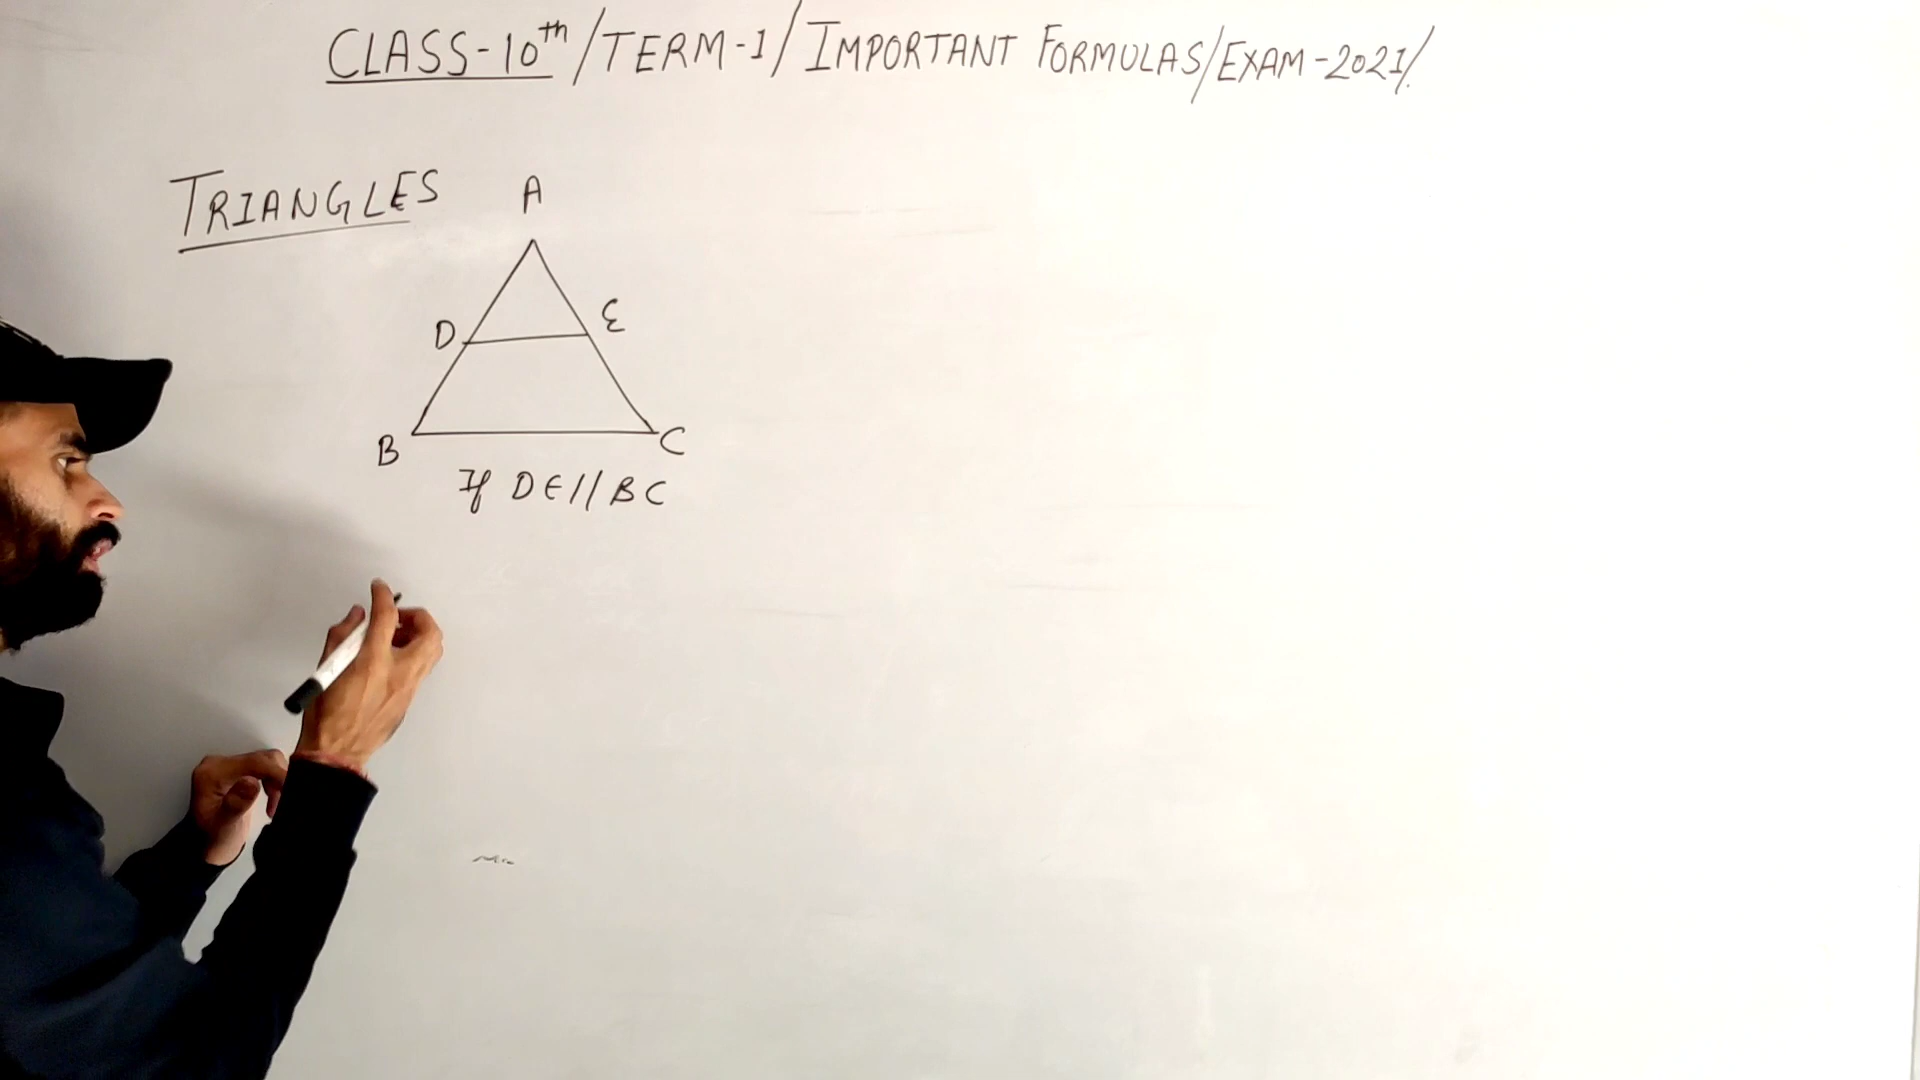 CLASS-10th/TERM-1/IMPORTANT FORMULAS/EXAM-2021/
TRIANGLES
A
D E
B C
If DE//BC